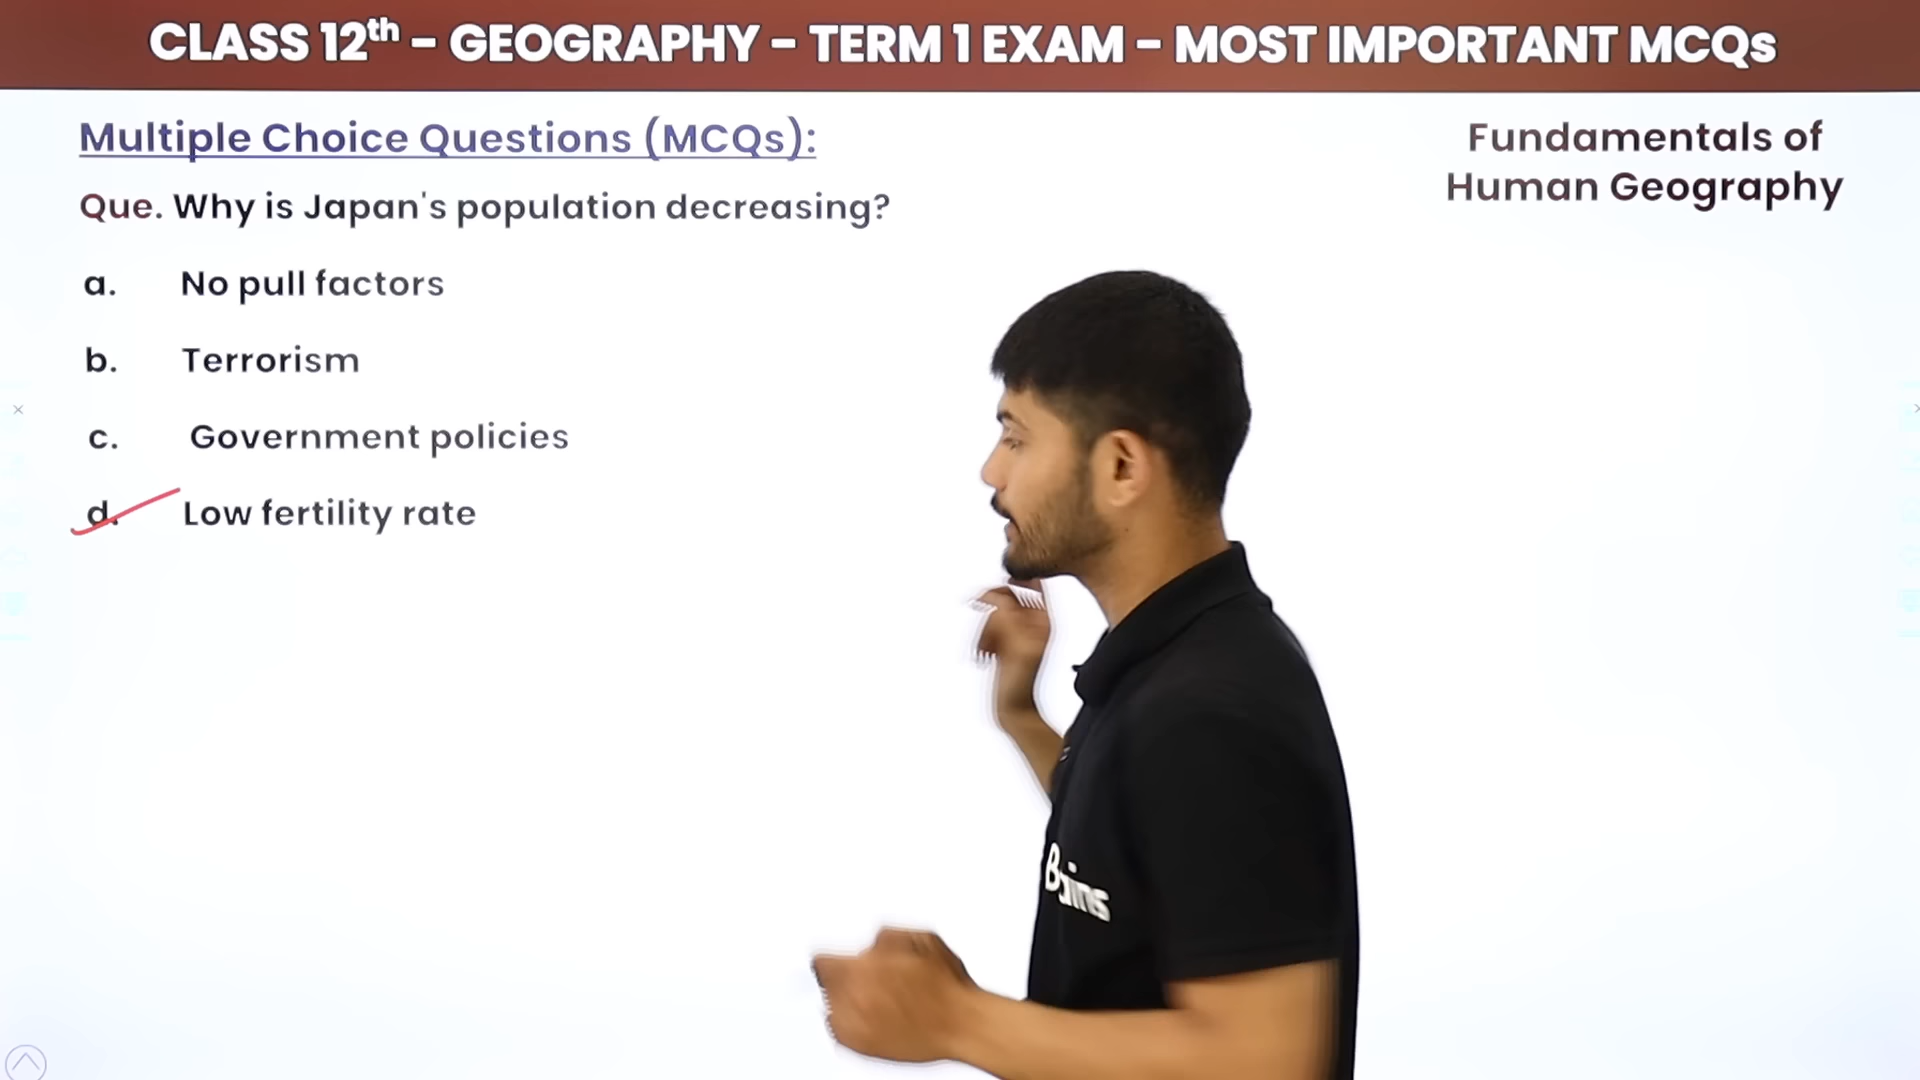 CLASS 12th - GEOGRAPHY - TERM 1 EXAM - MOST IMPORTANT MCQs
Multiple Choice Questions (MCQs):
Fundamentals of
Human Geography
Que. Why is Japan's population decreasing?
a. No pull factors
b. Terrorism
c. Government policies
d. Low fertility rate
Brains